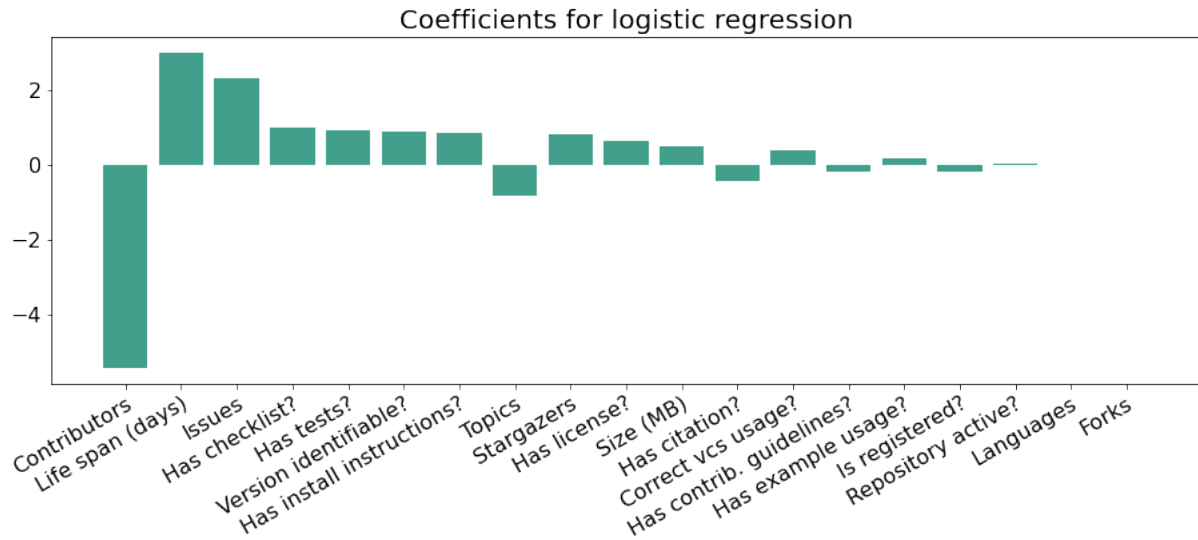 Coefficients for logistic regression
2
0
−2
−4
Contributors
Life span (days)
Issues
Has checklist?
Has tests?
Version identifiable?
Has install instructions?
Topics
Stargazers
Has license?
Size (MB)
Has citation?
Correct vcs usage?
Has contrib. guidelines?
Has example usage?
Is registered?
Repository active?
Languages
Forks